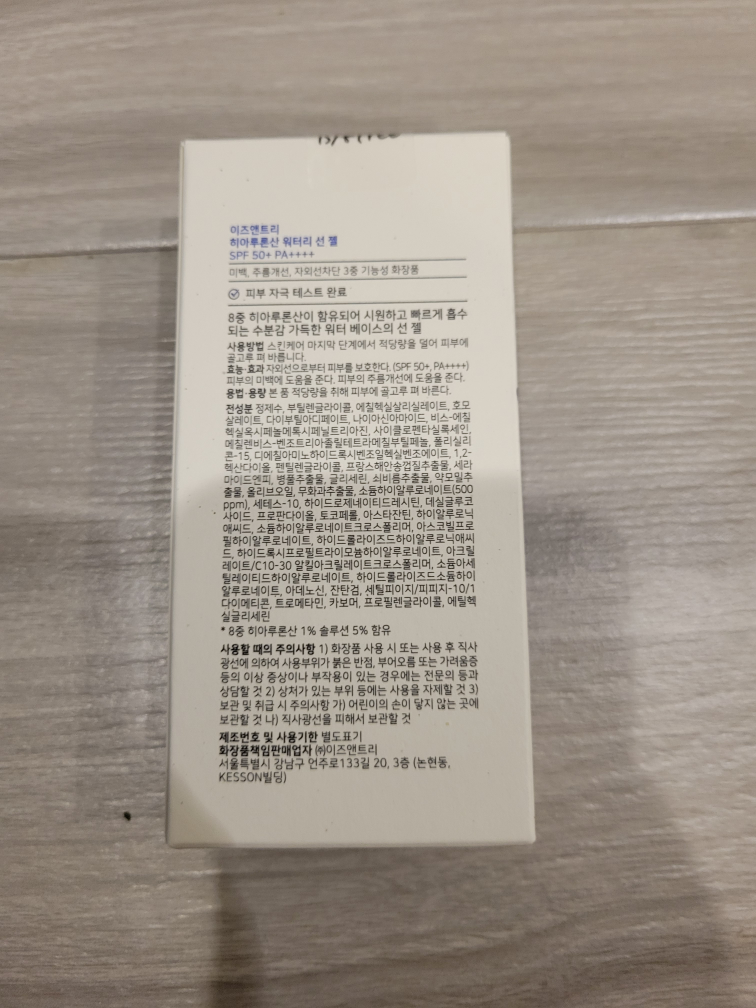 이즈앤트리
히아루론산 워터리 선 젤
SPF 50+ PA++++
미백, 주름개선, 자외선차단 3중 기능성 화장품
피부 자극 테스트 완료
8중 히아루론산이 함유되어 시원하고 빠르게 흡수
되는 수분감 가득한 워터 베이스의 선 젤
사용방법 스킨케어 마지막 단계에서 적당량을 덜어 피부에
골고루 펴 바릅니다.
효능·효과 자외선으로부터 피부를 보호한다. (SPF 50+, PA++++)
피부의 미백에 도움을 준다. 피부의 주름개선에 도움을 준다.
용법·용량 본 품 적당량을 취해 피부에 골고루 펴 바른다.
전성분 정제수, 부틸렌글라이콜, 에칠헥실살리실레이트, 호모
살레이트, 다이부틸아디페이트, 나이아신아마이드, 비스-에칠
헥실옥시페놀메톡시페닐트리아진, 사이클로펜타실록세인,
메칠렌비스-벤조트리아졸릴테트라메칠부틸페놀, 폴리실리
콘-15, 디에칠아미노하이드록시벤조일헥실벤조에이트, 1,2-
헥산다이올, 펜틸렌글라이콜, 프랑스해안송껍질추출물, 세라
마이드엔피, 병풀추출물, 글리세린, 쇠비름추출물, 약모밀추
출물, 올리브오일, 무화과추출물, 소듐하이알루로네이트(500
ppm), 세테스-10, 하이드로제네이티드레시틴, 데실글루코
사이드, 프로판다이올, 토코페롤, 아스타잔틴, 하이알루로닉
애씨드, 소듐하이알루로네이트크로스폴리머, 아스코빌프로
필하이알루로네이트, 하이드롤라이즈드하이알루로닉애씨
드, 하이드록시프로필트라이모늄하이알루로네이트, 아크릴
레이트/C10-30 알킬아크릴레이트크로스폴리머, 소듐아세
틸레이티드하이알루로네이트, 하이드롤라이즈드소듐하이
알루로네이트, 아데노신, 잔탄검, 세틸피이지/피피지-10/1
다이메티콘, 트로메타민, 카보머, 프로필렌글라이콜, 에틸헥
실글리세린
* 8중 히아루론산 1% 솔루션 5% 함유
사용할 때의 주의사항 1) 화장품 사용 시 또는 사용 후 직사
광선에 의하여 사용부위가 붉은 반점, 부어오름 또는 가려움증
등의 이상 증상이나 부작용이 있는 경우에는 전문의 등과
상담할 것 2) 상처가 있는 부위 등에는 사용을 자제할 것 3)
보관 및 취급 시 주의사항 가) 어린이의 손이 닿지 않는 곳에
보관할 것 나) 직사광선을 피해서 보관할 것
제조번호 및 사용기한 별도표기
화장품책임판매업자 ㈜이즈앤트리
서울특별시 강남구 언주로133길 20, 3층 (논현동,
KESSON빌딩)